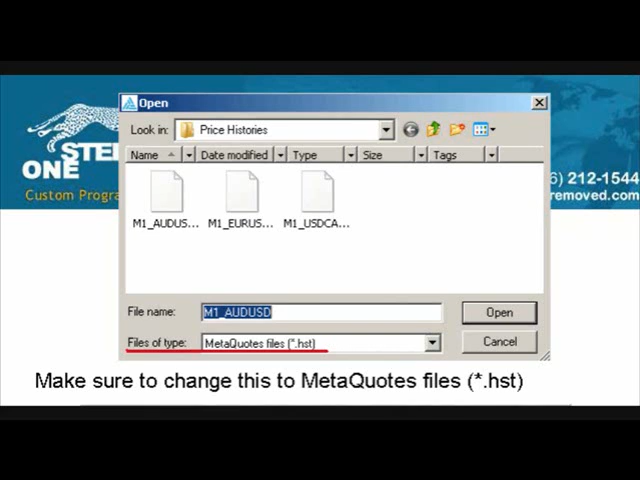 Open
Look in: Price Histories
Name Date modified Type Size Tags
M1_AUDUS... M1_EURUS... M1_USDCA...
STEP
ONE
Custom Progra
6) 212-1544
removed.com
File name: M1_AUDUSD Open
Files of type: MetaQuotes files (*.hst) Cancel
Make sure to change this to MetaQuotes files (*.hst)